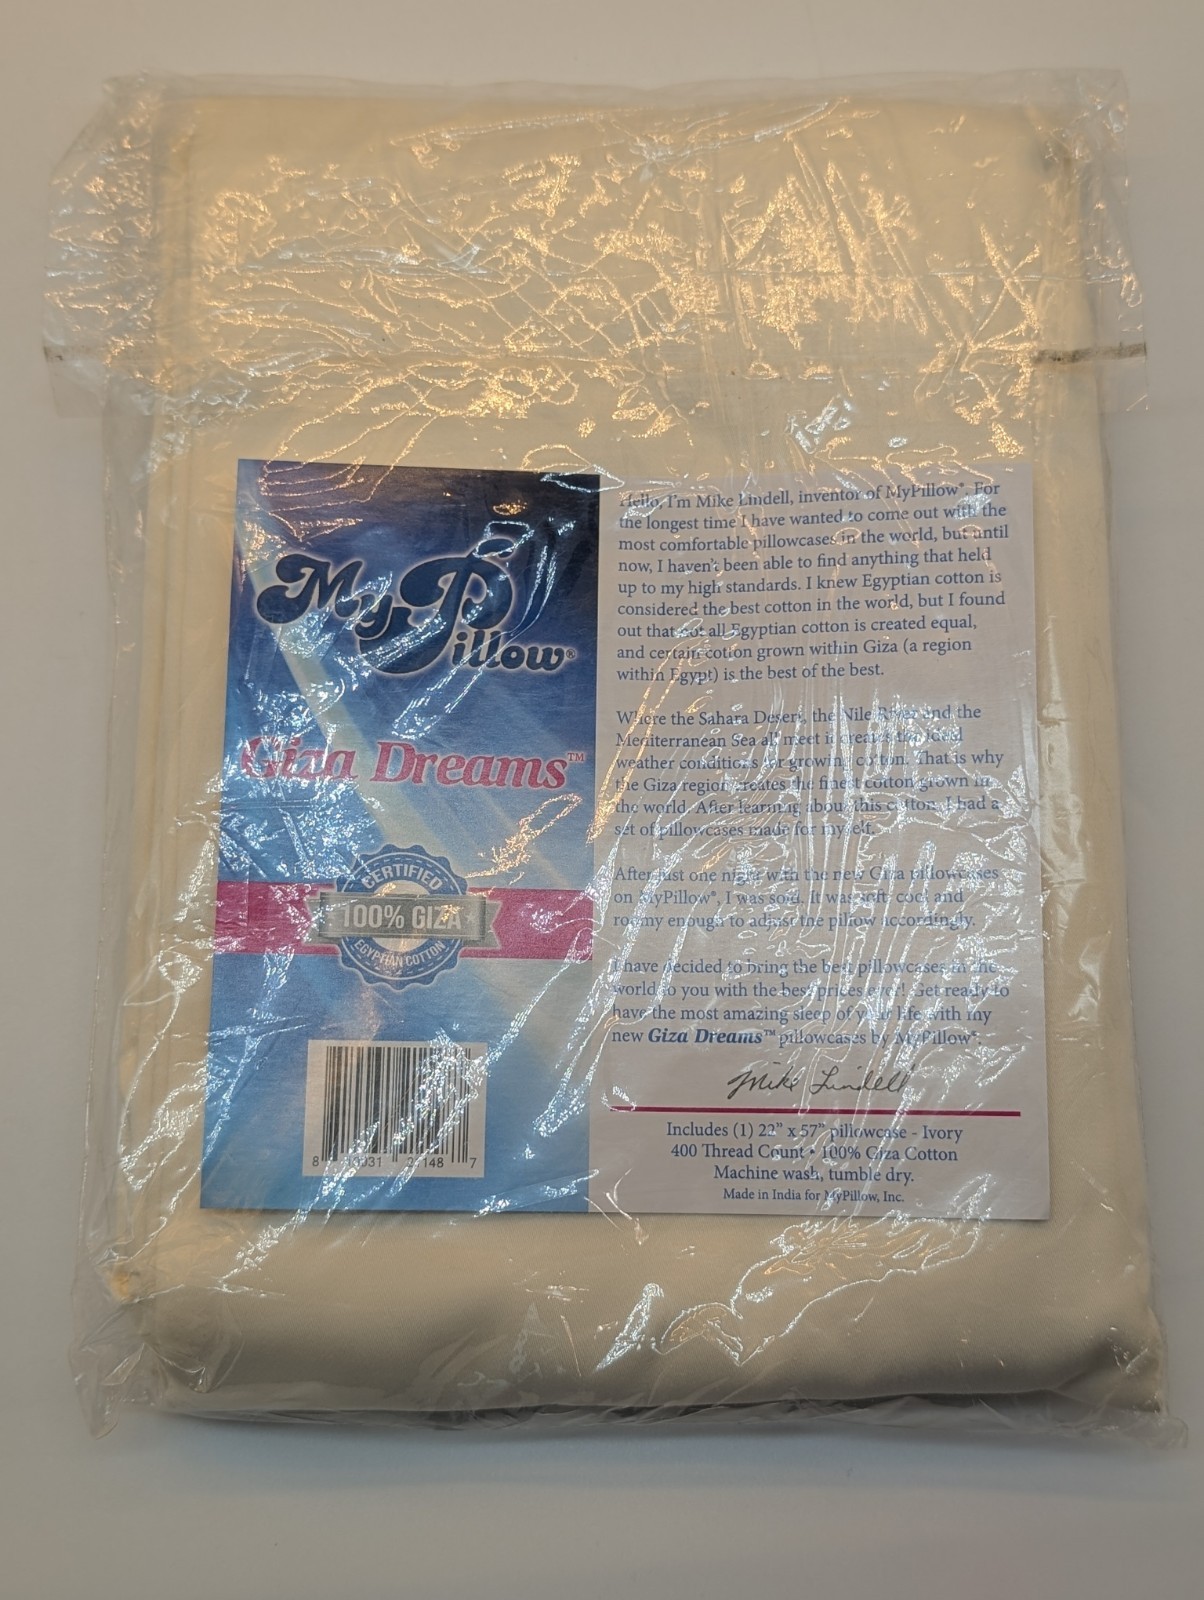 MyPillow®
Giza Dreams™
CERTIFIED
100% GIZA
EGYPTIAN COTTON
8 2 148 7
Hello, I'm Mike Lindell, inventor of MyPillow®. For
the longest time I have wanted to come out with the
most comfortable pillowcases in the world, but until
now, I haven't been able to find anything that held
up to my high standards. I knew Egyptian cotton is
considered the best cotton in the world, but I found
out that not all Egyptian cotton is created equal,
and certain cotton grown within Giza (a region
within Egypt) is the best of the best.
Where the Sahara Desert, the Nile River and the
Mediterranean Sea all meet it creates the ideal
weather conditions for growing cotton. That is why
the Giza region creates the finest cotton grown in
the world. After learning about this cotton, I had a
set of pillowcases made for myself.
After just one night with the new Giza pillowcases
on MyPillow®, I was sold. It was soft, cool and
roomy enough to adjust the pillow accordingly.
I have decided to bring the best pillowcases in the
world to you with the best prices ever! Get ready to
have the most amazing sleep of your life with my
new Giza Dreams™ pillowcases by MyPillow®.
Mike Lindell
Includes (1) 22" x 57" pillowcase - Ivory
400 Thread Count • 100% Giza Cotton
Machine wash, tumble dry.
Made in India for MyPillow, Inc.